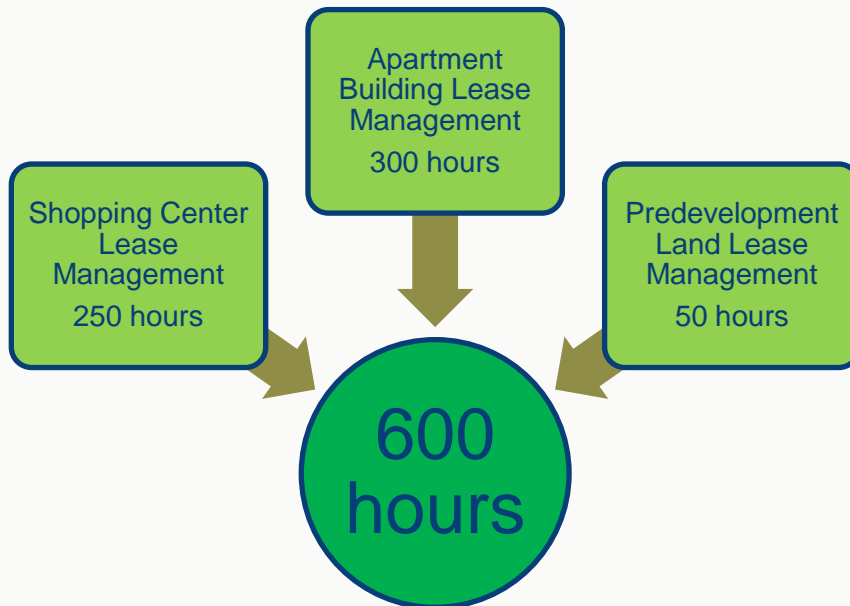 Apartment
Building Lease
Management
300 hours
Shopping Center
Lease
Management
250 hours
Predevelopment
Land Lease
Management
50 hours
600
hours